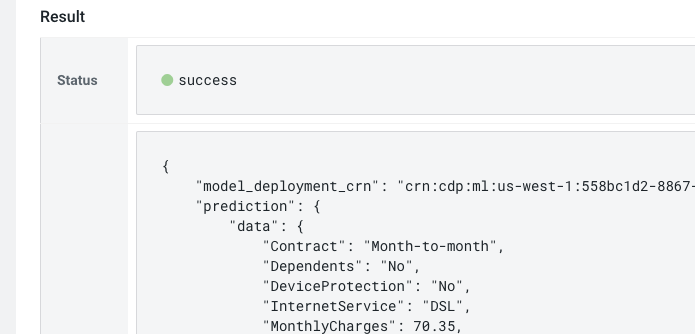 Result
Status
success
{
"model_deployment_crn": "crn:cdp:ml:us-west-1:558bc1d2-8867-
"prediction": {
"data": {
"Contract": "Month-to-month",
"Dependents": "No",
"DeviceProtection": "No",
"InternetService": "DSL",
"MonthlyCharges": 70.35,